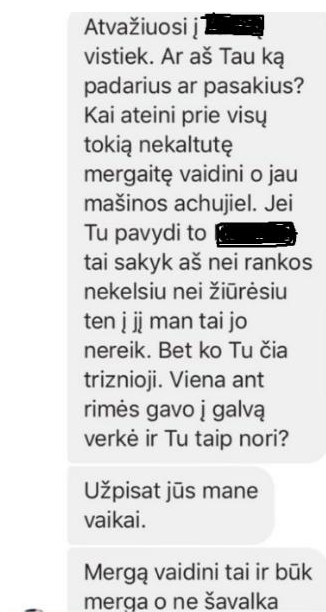 Atvažiuosi į
vistiek. Ar aš Tau ką
padarius ar pasakius?
Kai ateini prie visų
tokią nekaltutę
mergaitę vaidini o jau
mašinos achujiel. Jei
Tu pavydi to
tai sakyk aš nei rankos
nekelsiu nei žiūrėsiu
ten į jį man tai jo
nereik. Bet ko Tu čia
triznioji. Viena ant
rimės gavo į galvą
verkė ir Tu taip nori?
Užpisat jūs mane
vaikai.
Mergą vaidini tai ir būk
merga o ne šavalka